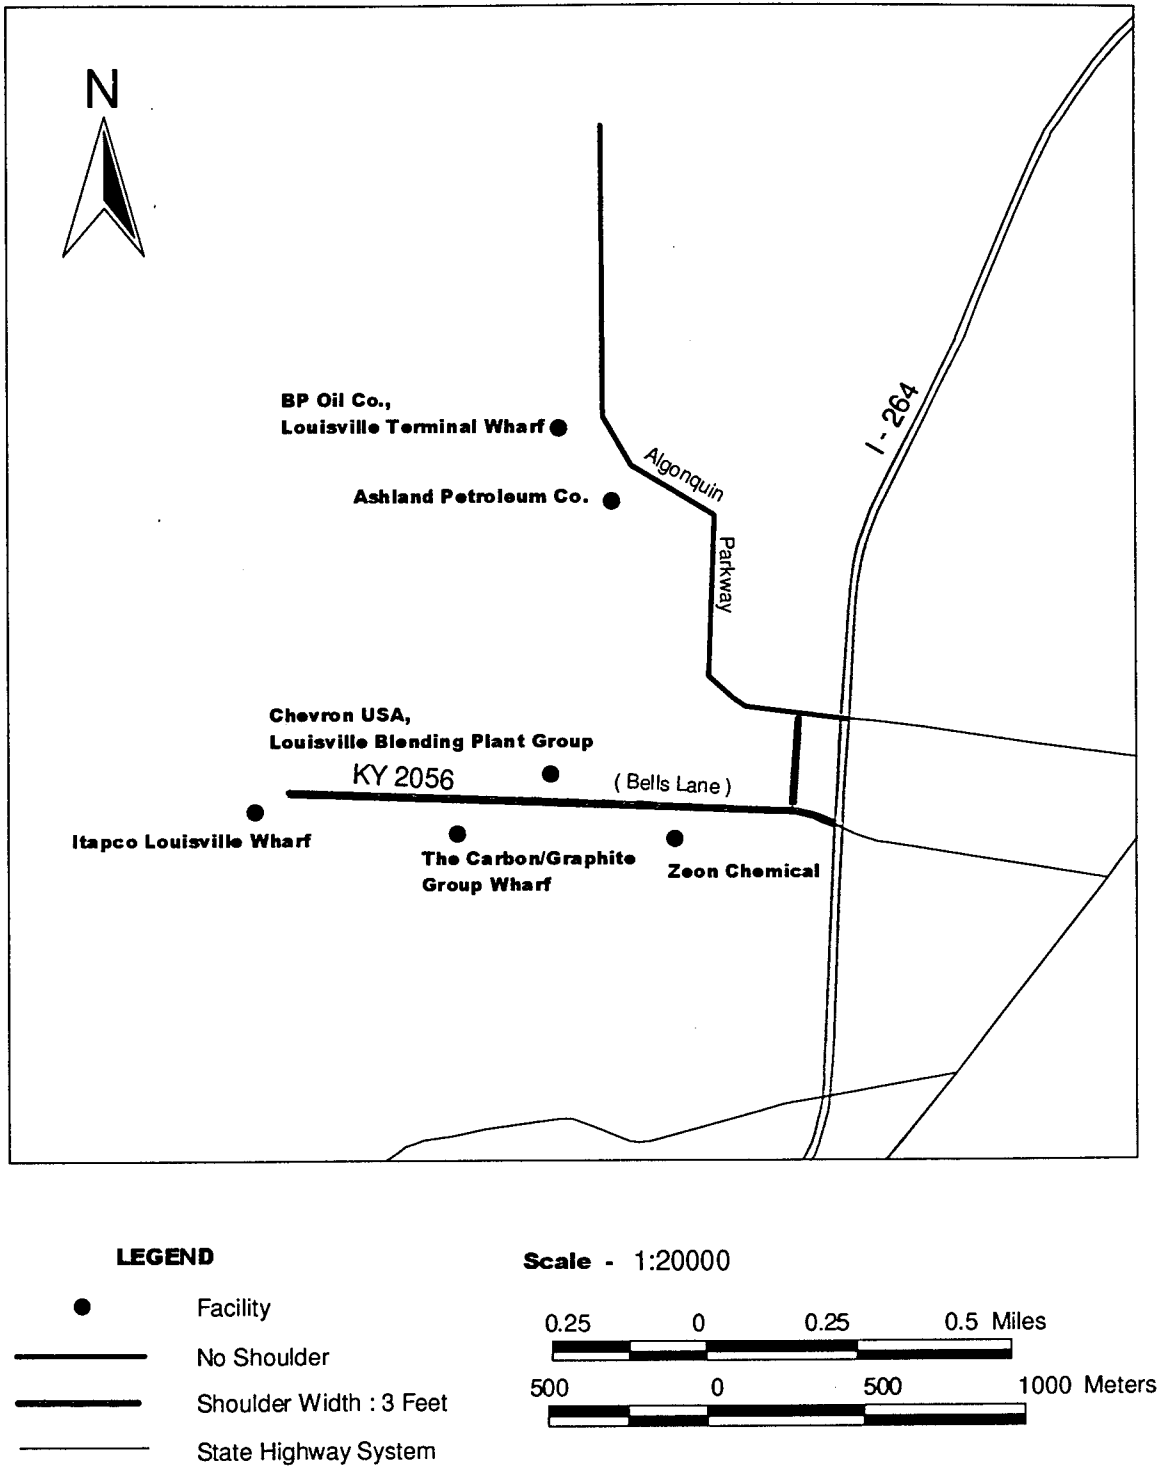 N
I - 264
BP Oil Co.,
Louisville Terminal Wharf
Algonquin
Ashland Petroleum Co.
Parkway
Chevron USA,
Louisville Blending Plant Group
KY 2056
( Bells Lane )
Itapco Louisville Wharf
The Carbon/Graphite
Group Wharf
Zeon Chemical
LEGEND
Facility
No Shoulder
Shoulder Width : 3 Feet
State Highway System
Scale - 1:20000
0.25 0 0.25 0.5 Miles
500 0 500 1000 Meters